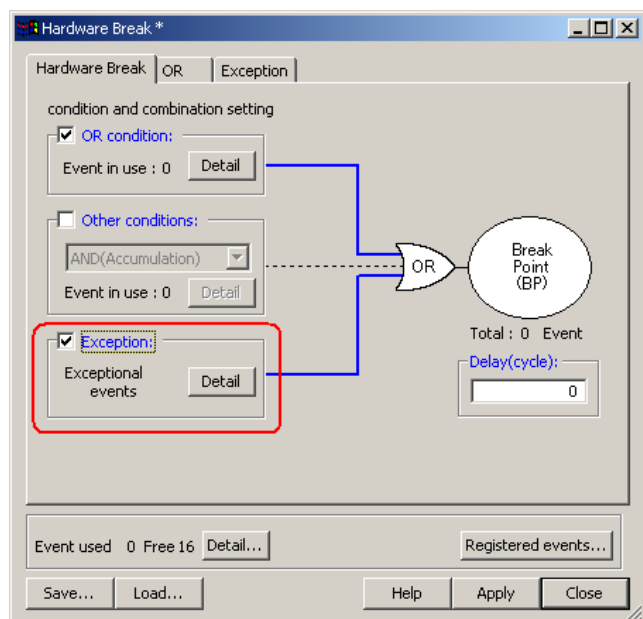 Hardware Break *
Hardware Break OR Exception
condition and combination setting
OR condition:
Event in use : 0 Detail
Other conditions:
AND(Accumulation)
Event in use : 0 Detail
Exception:
Exceptional
events
Detail
OR
Break
Point
(BP)
Total : 0 Event
Delay(cycle):
0
Event used 0 Free 16 Detail... Registered events...
Save... Load... Help Apply Close